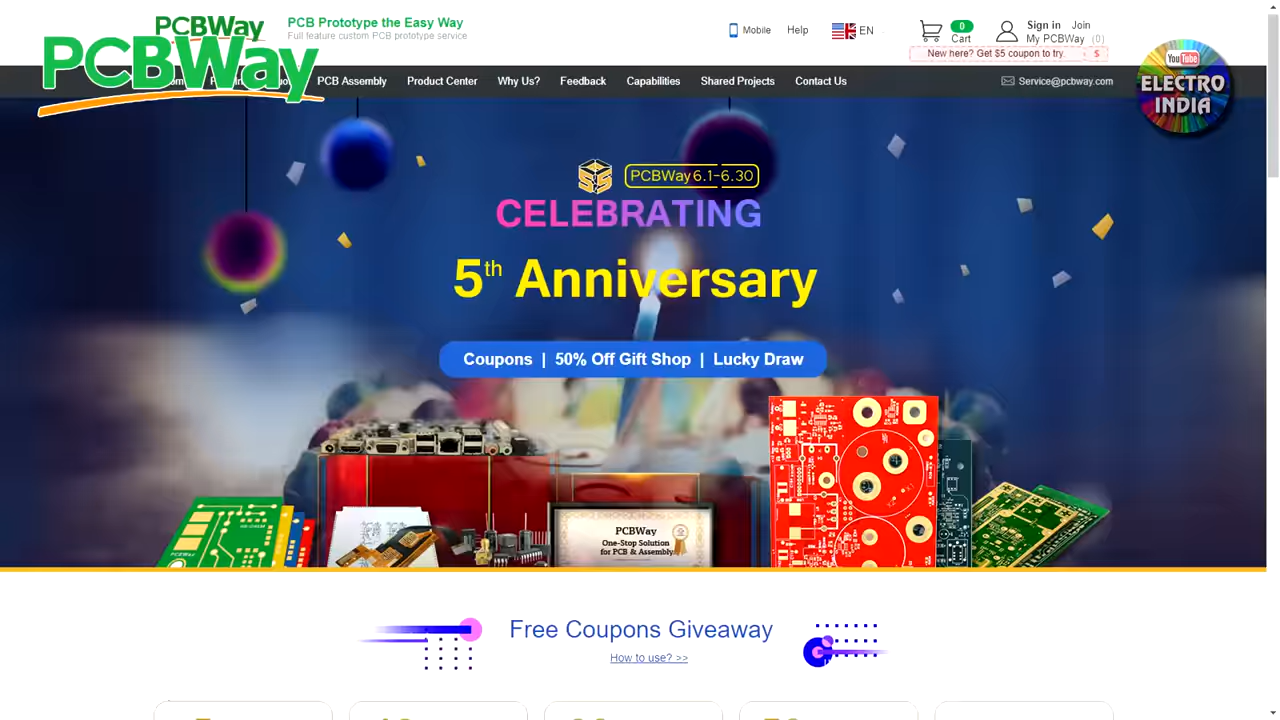 PCBWay
PCB Prototype the Easy Way
Full feature custom PCB prototype service
Mobile
Help
EN
0
Cart
Sign in
Join
My PCBWay (0)
New here? Get $5 coupon to try.
$
PCBWay
PCB Assembly
Product Center
Why Us?
Feedback
Capabilities
Shared Projects
Contact Us
Service@pcbway.com
YouTube
ELECTRO
INDIA
PCBWay 6.1-6.30
CELEBRATING
5th Anniversary
Coupons | 50% Off Gift Shop | Lucky Draw
PCBWay
One-Stop Solution
for PCB & Assembly
Free Coupons Giveaway
How to use? >>